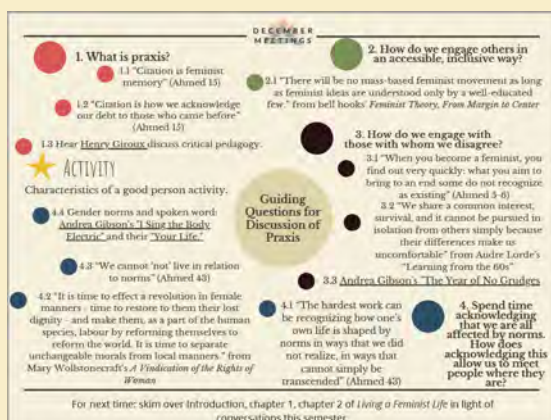 DECEMBER
MEETINGS
1. What is praxis?
1.1 "Citation is feminist
memory" (Ahmed 15)
1.2 "Citation is how we acknowledge
our debt to those who came before"
(Ahmed 15)
1.3 Hear Henry Giroux discuss critical pedagogy.
ACTIVITY
Characteristics of a good person activity.
4.4 Gender norms and spoken word:
Andrea Gibson's "I Sing the Body
Electric" and their "Your Life."
4.3 "We cannot 'not' live in relation
to norms" (Ahmed 43)
4.2 "It is time to effect a revolution in female
manners - time to restore to them their lost
dignity - and make them, as a part of the human
species, labour by reforming themselves to
reform the world. It is time to separate
unchangeable morals from local manners." from
Mary Wollstonecraft's A Vindication of the Rights of
Woman
Guiding
Questions for
Discussion of
Praxis
2. How do we engage others in
an accessible, inclusive way?
2.1 "There will be no mass-based feminist movement as long
as feminist ideas are understood only by a well-educated
few." from bell hooks' Feminist Theory, From Margin to Center
3. How do we engage with
those with whom we disagree?
3.1 "When you become a feminist, you
find out very quickly: what you aim to
bring to an end some do not recognize
as existing" (Ahmed 5-6)
3.2 "We share a common interest,
survival, and it cannot be pursued in
isolation from others simply because
their differences make us
uncomfortable" from Audre Lorde's
"Learning from the 60s"
3.3 Andrea Gibson's "The Year of No Grudges
4.1 "The hardest work can
be recognizing how one's
own life is shaped by
norms in ways that we did
not realize, in ways that
cannot simply be
transcended" (Ahmed 43)
4. Spend time
acknowledging
that we are all
affected by norms.
How does
acknowledging this
allow us to meet
people where they
are?
For next time: skim over Introduction, chapter 1, chapter 2 of Living a Feminist Life in light of
conversations this semester